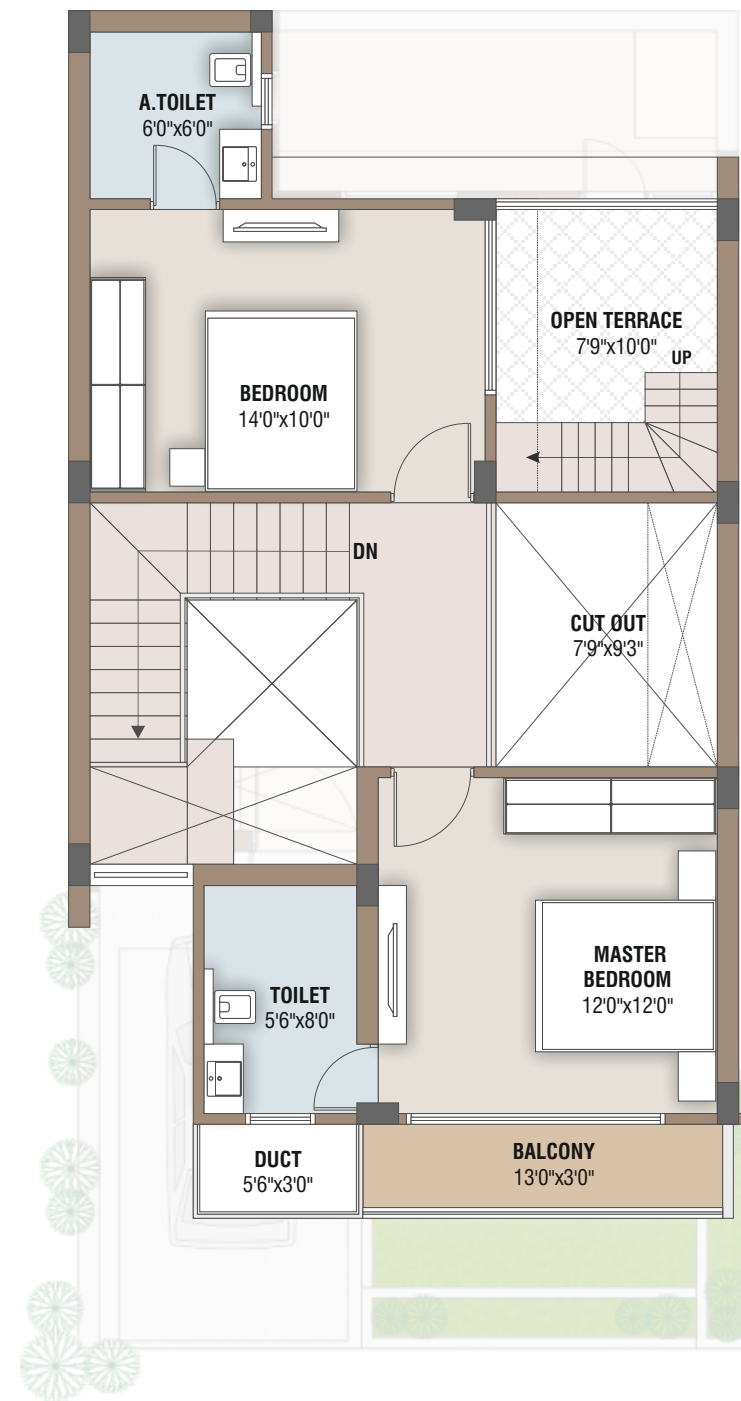 A.TOILET
6'0"x6'0"
OPEN TERRACE
7'9"x10'0"
UP
BEDROOM
14'0"x10'0"
DN
CUT OUT
7'9"x9'3"
MASTER
BEDROOM
12'0"x12'0"
TOILET
5'6"x8'0"
DUCT
5'6"x3'0"
BALCONY
13'0"x3'0"